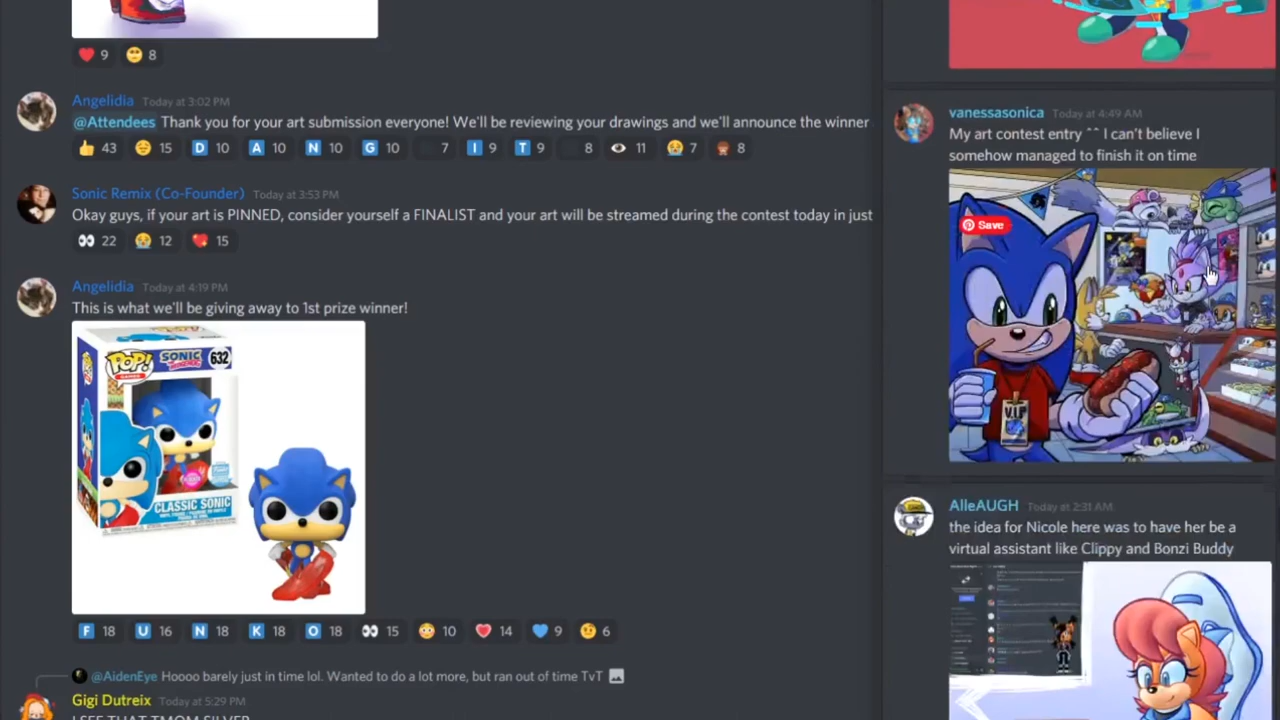 9 8
Angelidia Today at 3:02 PM
@Attendees Thank you for your art submission everyone! We'll be reviewing your drawings and we'll announce the winner
43 15 D 10 A 10 N 10 G 10 7 I 9 T 9 8 11 7 8
Sonic Remix (Co-Founder) Today at 3:53 PM
Okay guys, if your art is PINNED, consider yourself a FINALIST and your art will be streamed during the contest today in just
22 12 15
Angelidia Today at 4:19 PM
This is what we'll be giving away to 1st prize winner!
POP!
GAMES
SONIC
THE HEDGEHOG
632
CLASSIC SONIC
F 18 U 16 N 18 K 18 O 18 15 10 14 9 6
@AidenEye Hoooo barely just in time lol. Wanted to do a lot more, but ran out of time TvT
Gigi Dutreix Today at 5:29 PM
I SEE THAT TMOM SILVER
vanessasonica Today at 4:49 AM
My art contest entry ^^ I can't believe I
somehow managed to finish it on time
Save
V.I.P
AlleAUGH Today at 2:31 AM
the idea for Nicole here was to have her be a
virtual assistant like Clippy and Bonzi Buddy